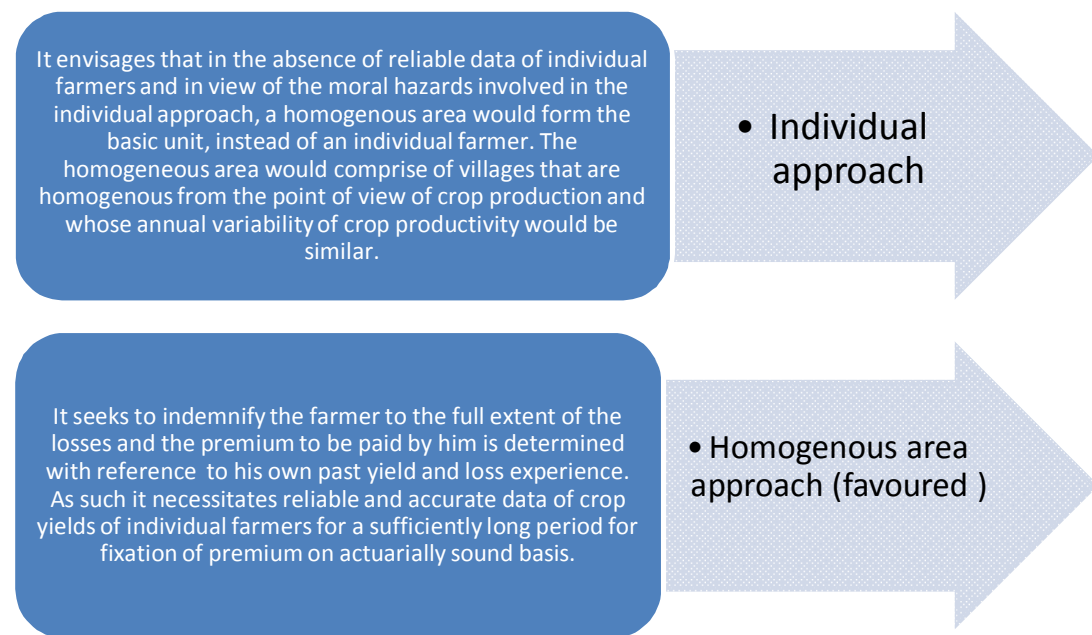 It envisages that in the absence of reliable data of individual
farmers and in view of the moral hazards involved in the
individual approach, a homogenous area would form the
basic unit, instead of an individual farmer. The
homogeneous area would comprise of villages that are
homogenous from the point of view of crop production and
whose annual variability of crop productivity would be
similar.
• Individual
approach
It seeks to indemnify the farmer to the full extent of the
losses and the premium to be paid by him is determined
with reference to his own past yield and loss experience.
As such it necessitates reliable and accurate data of crop
yields of individual farmers for a sufficiently long period for
fixation of premium on actuarially sound basis.
• Homogenous area
approach (favoured )